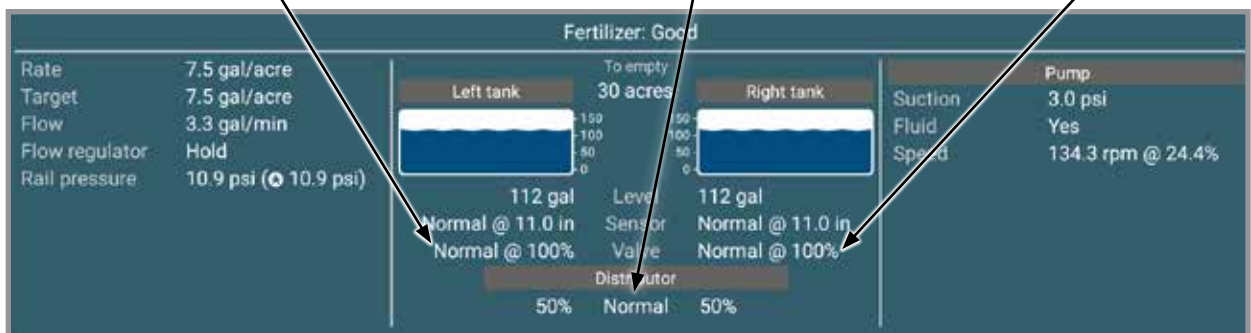 Fertilizer: Good
Rate 7.5 gal/acre
Target 7.5 gal/acre
Flow 3.3 gal/min
Flow regulator Hold
Rail pressure 10.9 psi (✪ 10.9 psi)
To empty
Left tank 30 acres Right tank
150 150
100 100
50 50
0 0
112 gal Level 112 gal
Normal @ 11.0 in Sensor Normal @ 11.0 in
Normal @ 100% Valve Normal @ 100%
Distributor
50% Normal 50%
Pump
Suction 3.0 psi
Fluid Yes
Speed 134.3 rpm @ 24.4%